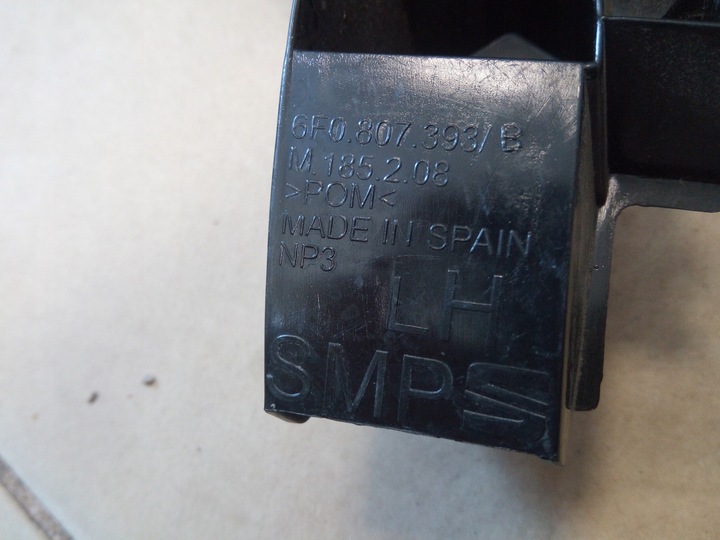 6F0.807.393/B
M.185.2.08
>POM<
MADE IN SPAIN
NP3
LH
SMP